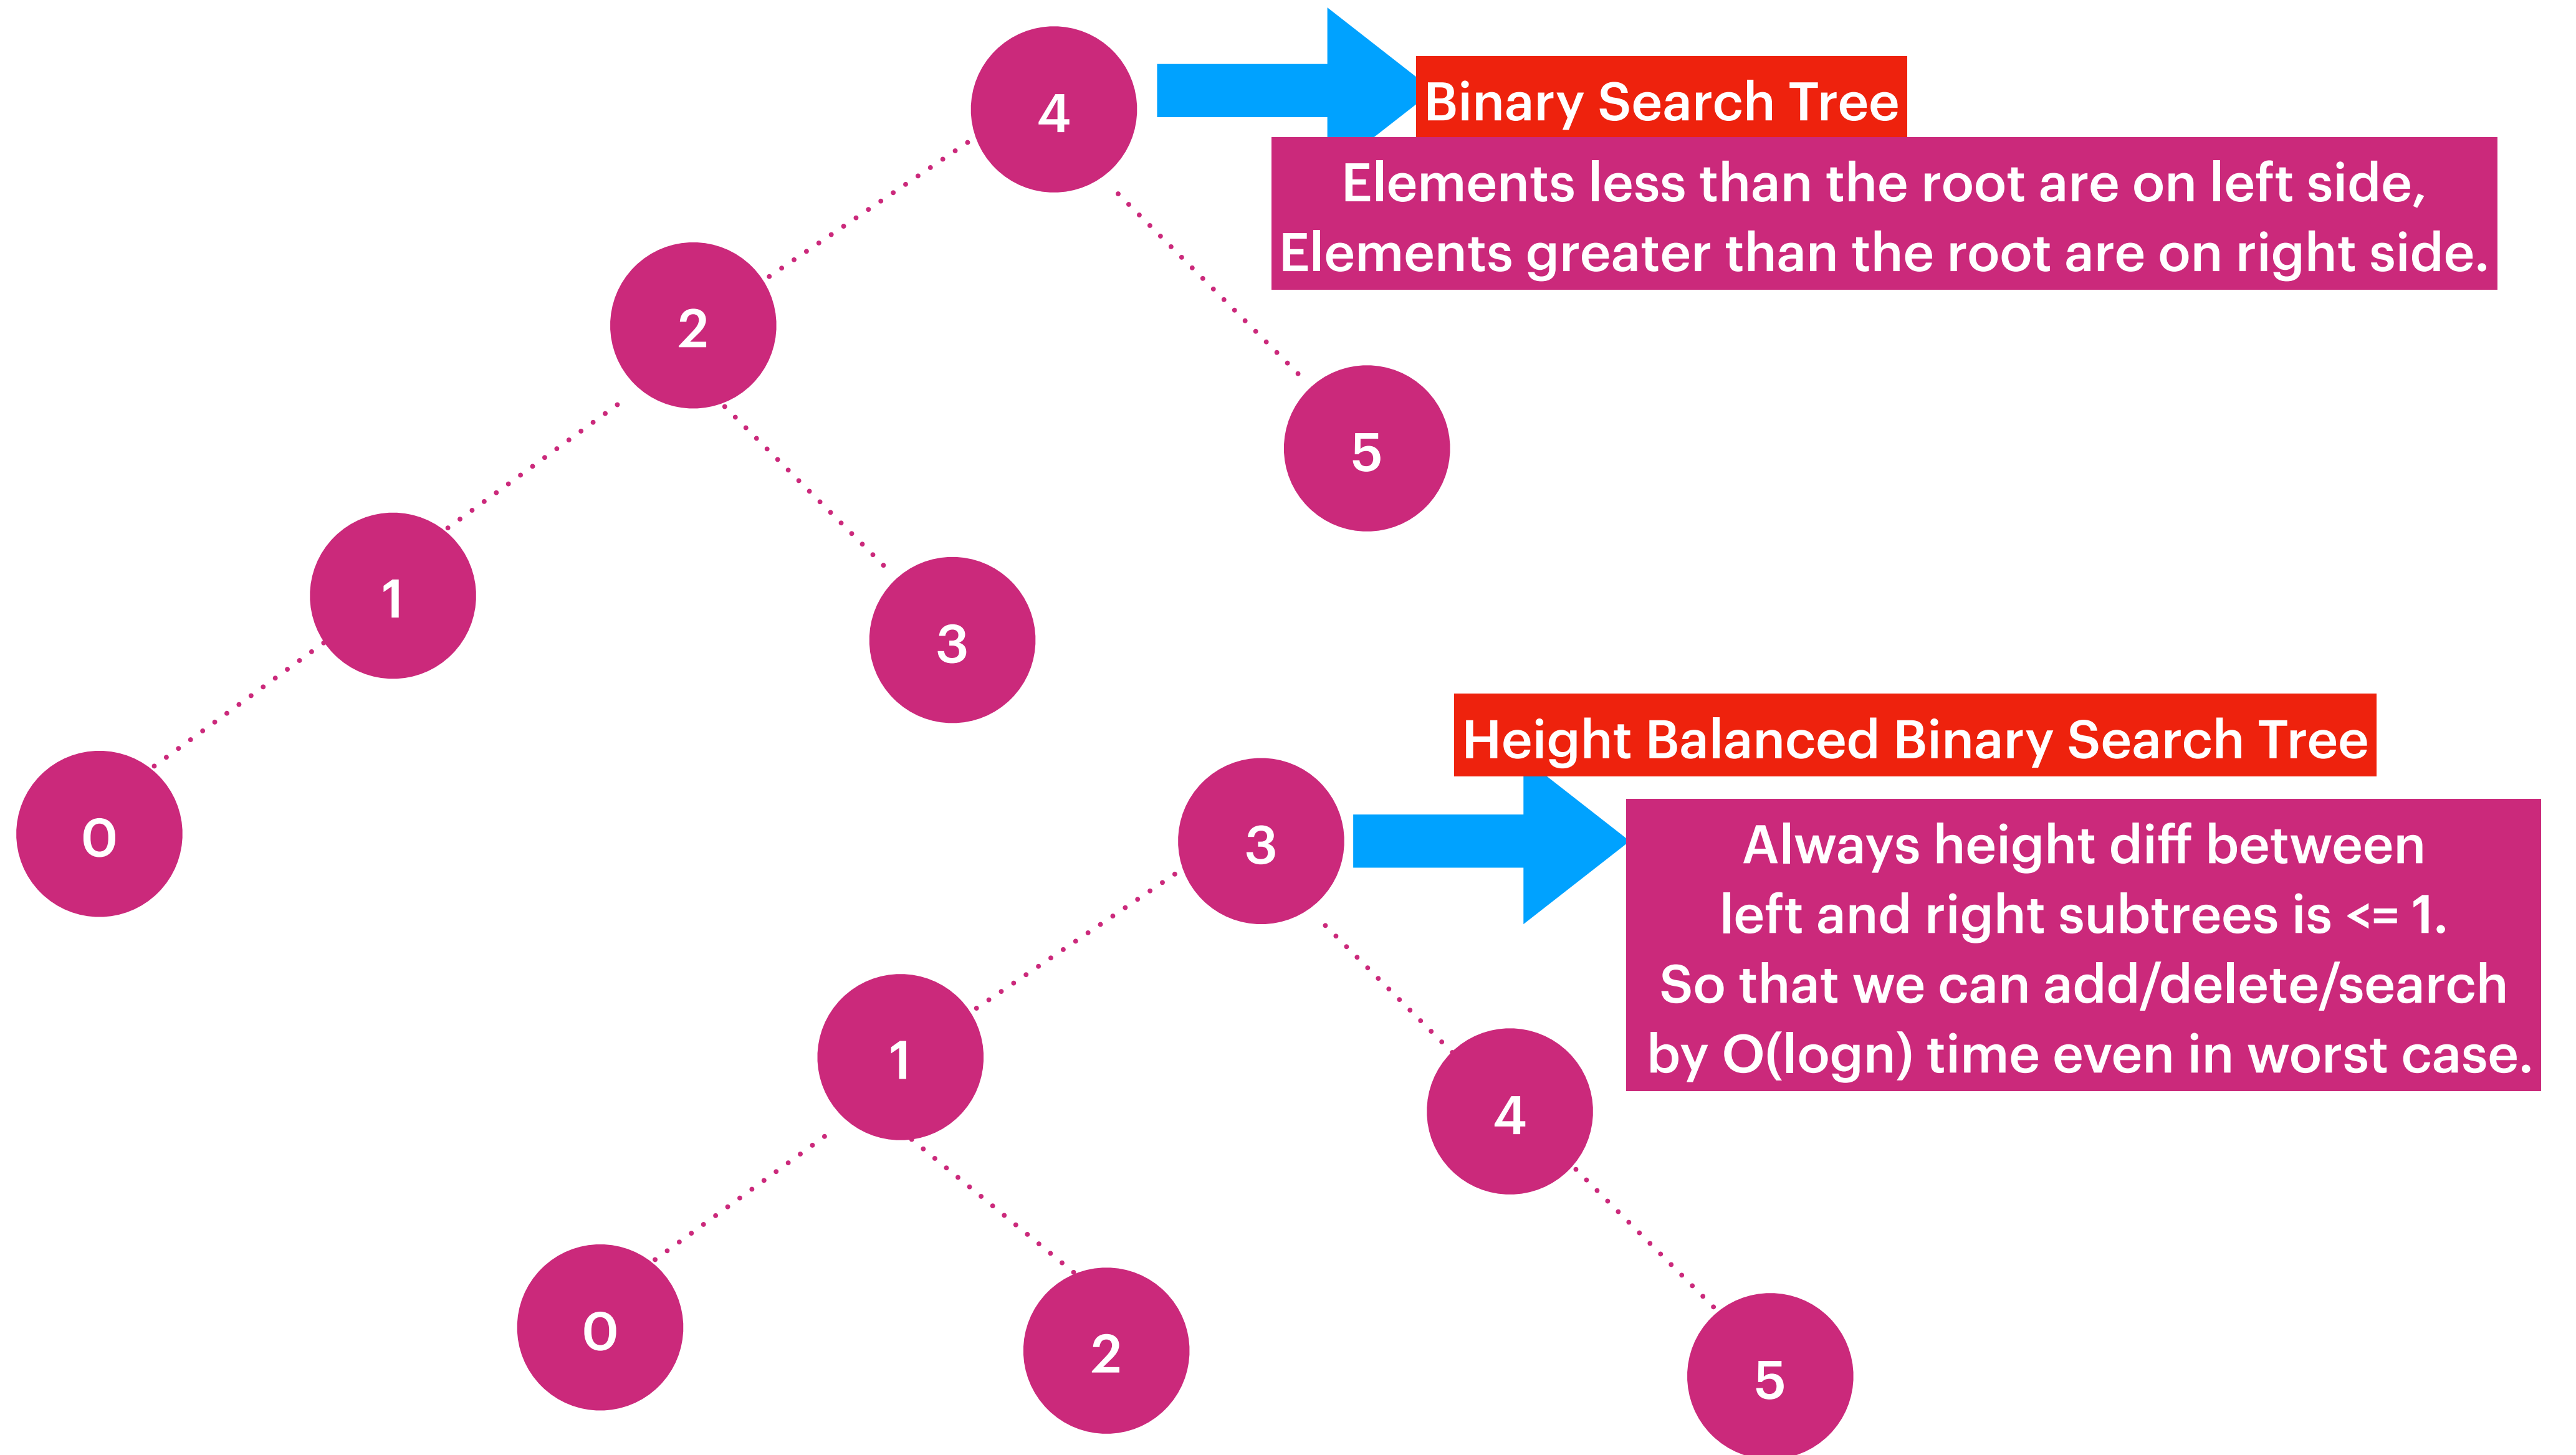 4
Binary Search Tree
Elements less than the root are on left side,
Elements greater than the root are on right side.
2
5
1
3
0
Height Balanced Binary Search Tree
3
Always height diff between
left and right subtrees is <= 1.
So that we can add/delete/search
by O(logn) time even in worst case.
1
4
0
2
5